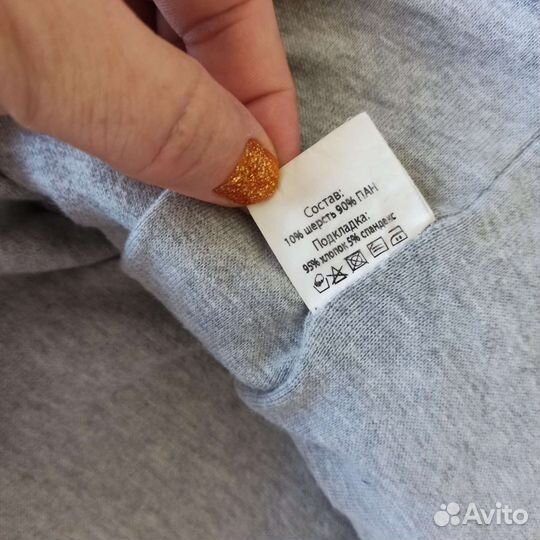 Состав:
10% шерсть 90% ПАН
Подкладка:
95% хлопок 5% спандекс
Avito